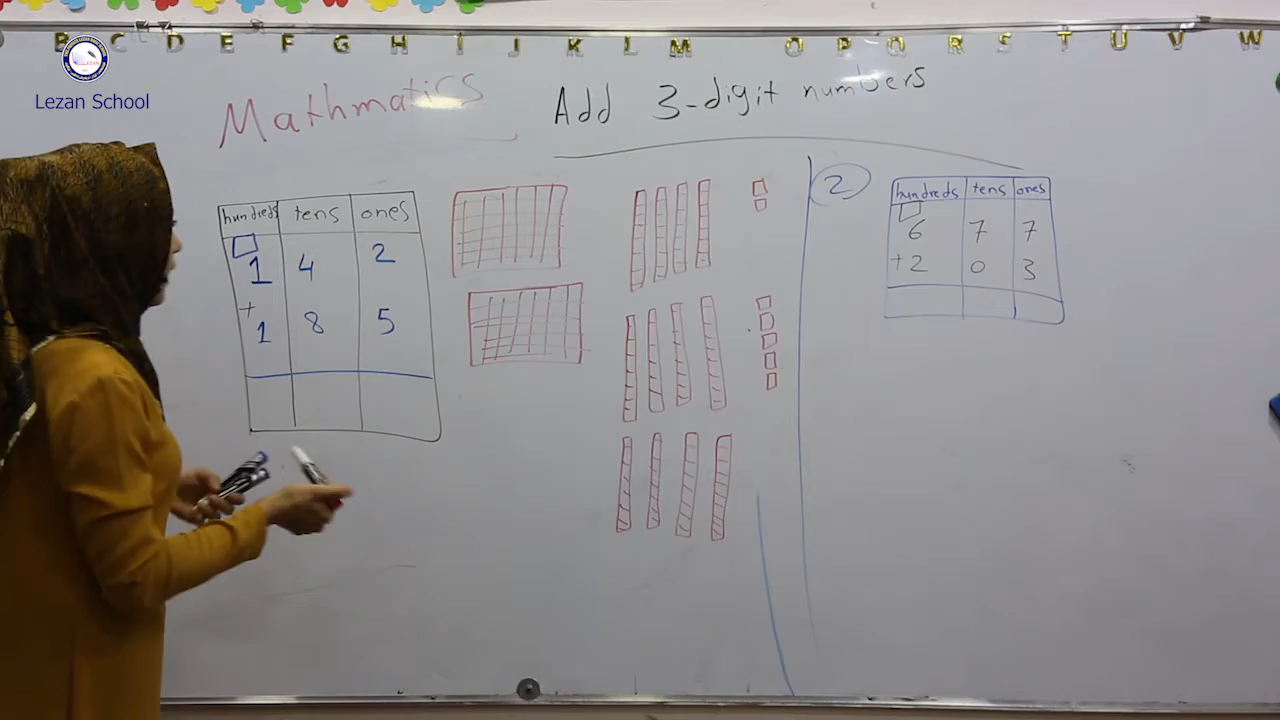 B C D E F G H I J K L M O P Q R S T U V W
Lezan School
Mathmatics
Add 3-digit numbers
hundreds tens ones
1 4 2
+
1 8 5
2
hundreds tens ones
6 7 7
+2 0 3